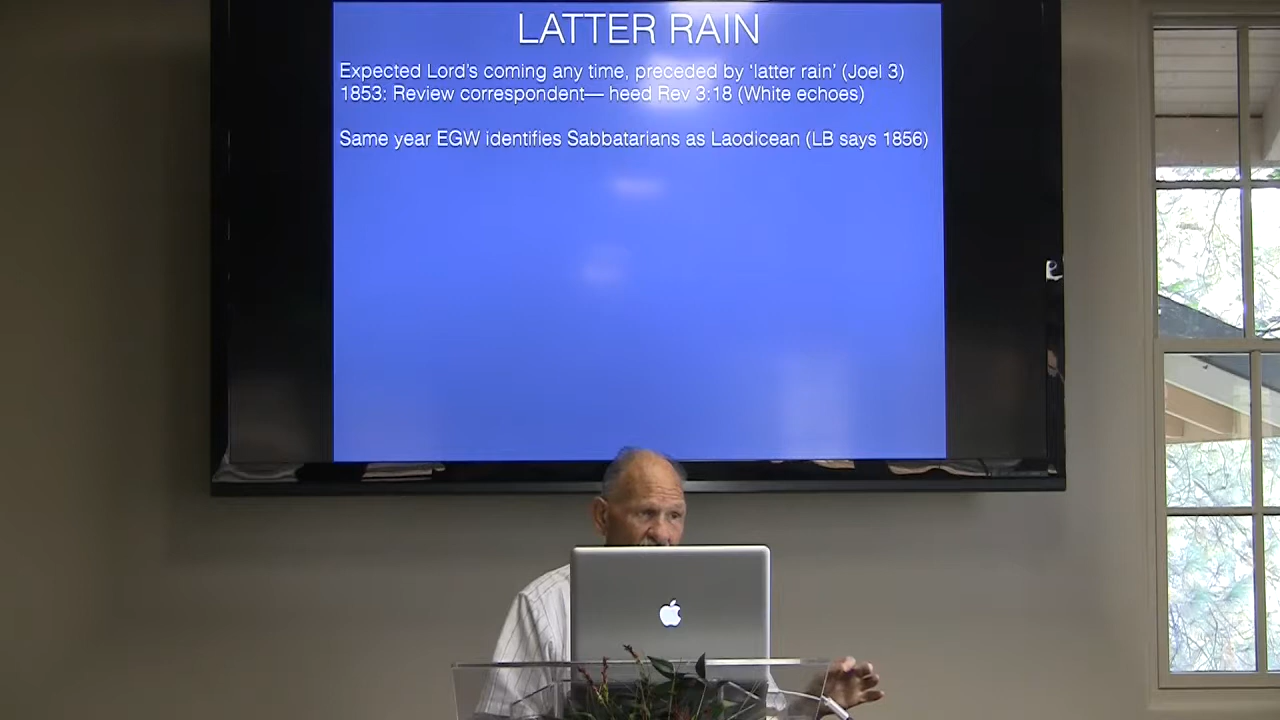 LATTER RAIN
Expected Lord's coming any time, preceded by 'latter rain' (Joel 3)
1853: Review correspondent— heed Rev 3:18 (White echoes)
Same year EGW identifies Sabbatarians as Laodicean (LB says 1856)